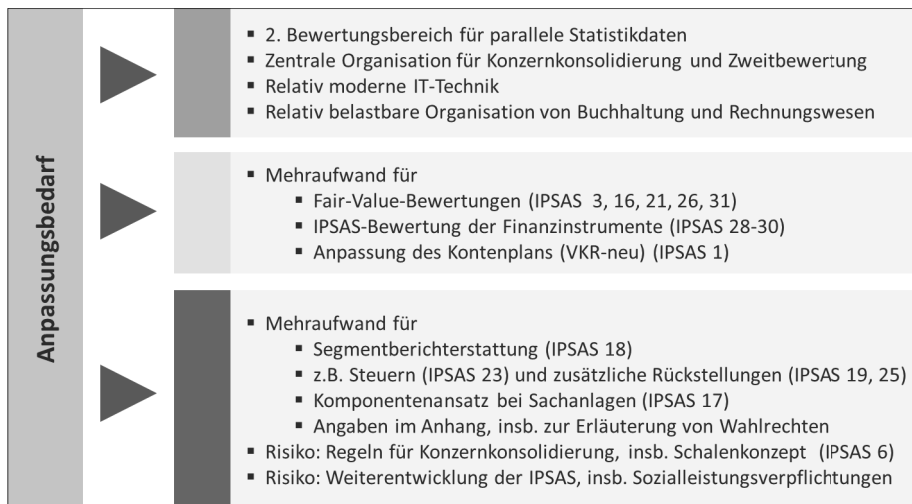 Anpassungsbedarf
▪ 2. Bewertungsbereich für parallele Statistikdaten
▪ Zentrale Organisation für Konzernkonsolidierung und Zweitbewertung
▪ Relativ moderne IT-Technik
▪ Relativ belastbare Organisation von Buchhaltung und Rechnungswesen
▪ Mehraufwand für
▪ Fair-Value-Bewertungen (IPSAS 3, 16, 21, 26, 31)
▪ IPSAS-Bewertung der Finanzinstrumente (IPSAS 28-30)
▪ Anpassung des Kontenplans (VKR-neu) (IPSAS 1)
▪ Mehraufwand für
▪ Segmentberichterstattung (IPSAS 18)
▪ z.B. Steuern (IPSAS 23) und zusätzliche Rückstellungen (IPSAS 19, 25)
▪ Komponentenansatz bei Sachanlagen (IPSAS 17)
▪ Angaben im Anhang, insb. zur Erläuterung von Wahlrechten
▪ Risiko: Regeln für Konzernkonsolidierung, insb. Schalenkonzept (IPSAS 6)
▪ Risiko: Weiterentwicklung der IPSAS, insb. Sozialleistungsverpflichtungen